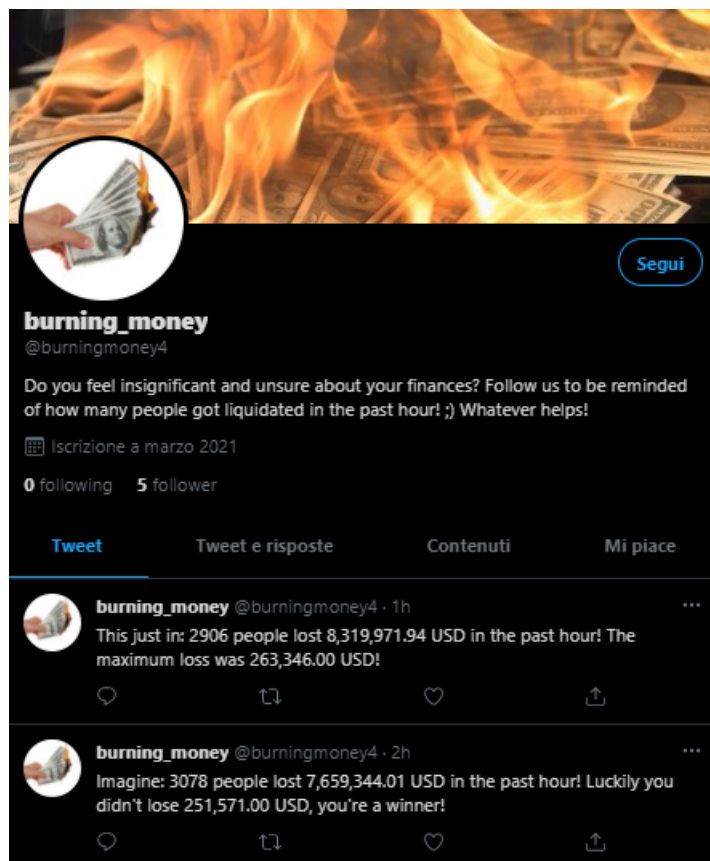 Segui
burning_money
@burningmoney4
Do you feel insignificant and unsure about your finances? Follow us to be reminded
of how many people got liquidated in the past hour! ;) Whatever helps!
Iscrizione a marzo 2021
0 following 5 follower
Tweet Tweet e risposte Contenuti Mi piace
burning_money @burningmoney4 · 1h
This just in: 2906 people lost 8,319,971.94 USD in the past hour! The
maximum loss was 263,346.00 USD!
burning_money @burningmoney4 · 2h
Imagine: 3078 people lost 7,659,344.01 USD in the past hour! Luckily you
didn't lose 251,571.00 USD, you're a winner!